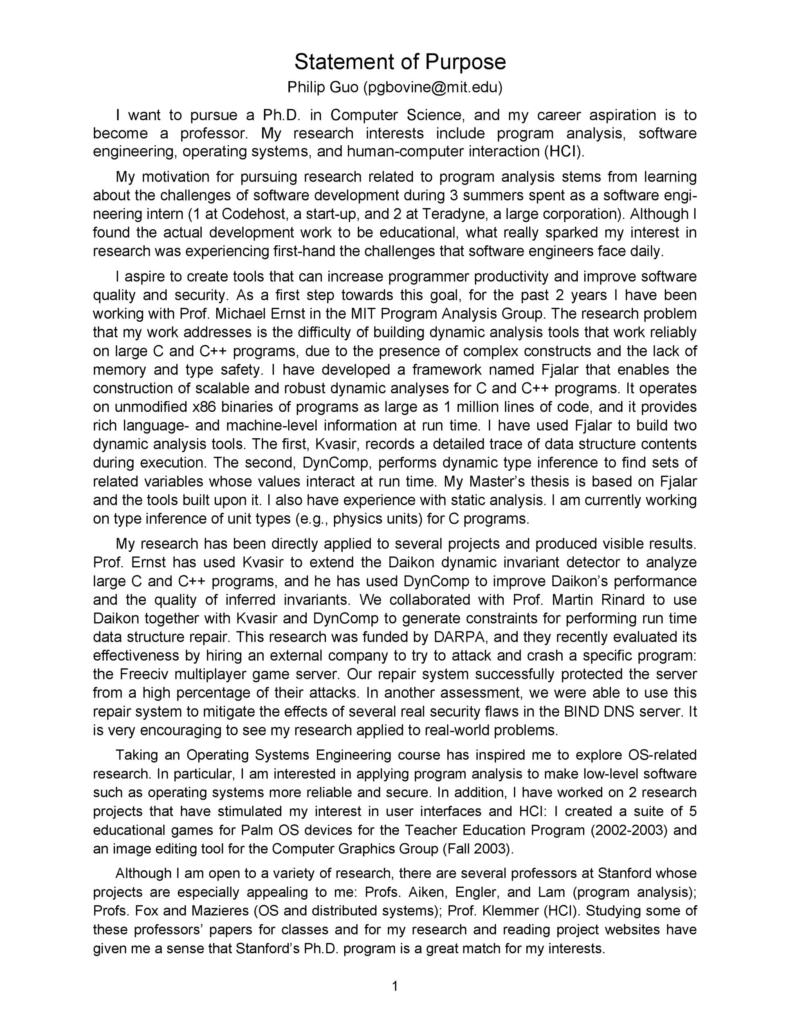 Statement of Purpose
Philip Guo (pgbovine@mit.edu)
I want to pursue a Ph.D. in Computer Science, and my career aspiration is to
become a professor. My research interests include program analysis, software
engineering, operating systems, and human-computer interaction (HCI).
My motivation for pursuing research related to program analysis stems from learning
about the challenges of software development during 3 summers spent as a software engi-
neering intern (1 at Codehost, a start-up, and 2 at Teradyne, a large corporation). Although I
found the actual development work to be educational, what really sparked my interest in
research was experiencing first-hand the challenges that software engineers face daily.
I aspire to create tools that can increase programmer productivity and improve software
quality and security. As a first step towards this goal, for the past 2 years I have been
working with Prof. Michael Ernst in the MIT Program Analysis Group. The research problem
that my work addresses is the difficulty of building dynamic analysis tools that work reliably
on large C and C++ programs, due to the presence of complex constructs and the lack of
memory and type safety. I have developed a framework named Fjalar that enables the
construction of scalable and robust dynamic analyses for C and C++ programs. It operates
on unmodified x86 binaries of programs as large as 1 million lines of code, and it provides
rich language- and machine-level information at run time. I have used Fjalar to build two
dynamic analysis tools. The first, Kvasir, records a detailed trace of data structure contents
during execution. The second, DynComp, performs dynamic type inference to find sets of
related variables whose values interact at run time. My Master's thesis is based on Fjalar
and the tools built upon it. I also have experience with static analysis. I am currently working
on type inference of unit types (e.g., physics units) for C programs.
My research has been directly applied to several projects and produced visible results.
Prof. Ernst has used Kvasir to extend the Daikon dynamic invariant detector to analyze
large C and C++ programs, and he has used DynComp to improve Daikon's performance
and the quality of inferred invariants. We collaborated with Prof. Martin Rinard to use
Daikon together with Kvasir and DynComp to generate constraints for performing run time
data structure repair. This research was funded by DARPA, and they recently evaluated its
effectiveness by hiring an external company to try to attack and crash a specific program:
the Freeciv multiplayer game server. Our repair system successfully protected the server
from a high percentage of their attacks. In another assessment, we were able to use this
repair system to mitigate the effects of several real security flaws in the BIND DNS server. It
is very encouraging to see my research applied to real-world problems.
Taking an Operating Systems Engineering course has inspired me to explore OS-related
research. In particular, I am interested in applying program analysis to make low-level software
such as operating systems more reliable and secure. In addition, I have worked on 2 research
projects that have stimulated my interest in user interfaces and HCI: I created a suite of 5
educational games for Palm OS devices for the Teacher Education Program (2002-2003) and
an image editing tool for the Computer Graphics Group (Fall 2003).
Although I am open to a variety of research, there are several professors at Stanford whose
projects are especially appealing to me: Profs. Aiken, Engler, and Lam (program analysis);
Profs. Fox and Mazieres (OS and distributed systems); Prof. Klemmer (HCI). Studying some of
these professors' papers for classes and for my research and reading project websites have
given me a sense that Stanford's Ph.D. program is a great match for my interests.
1